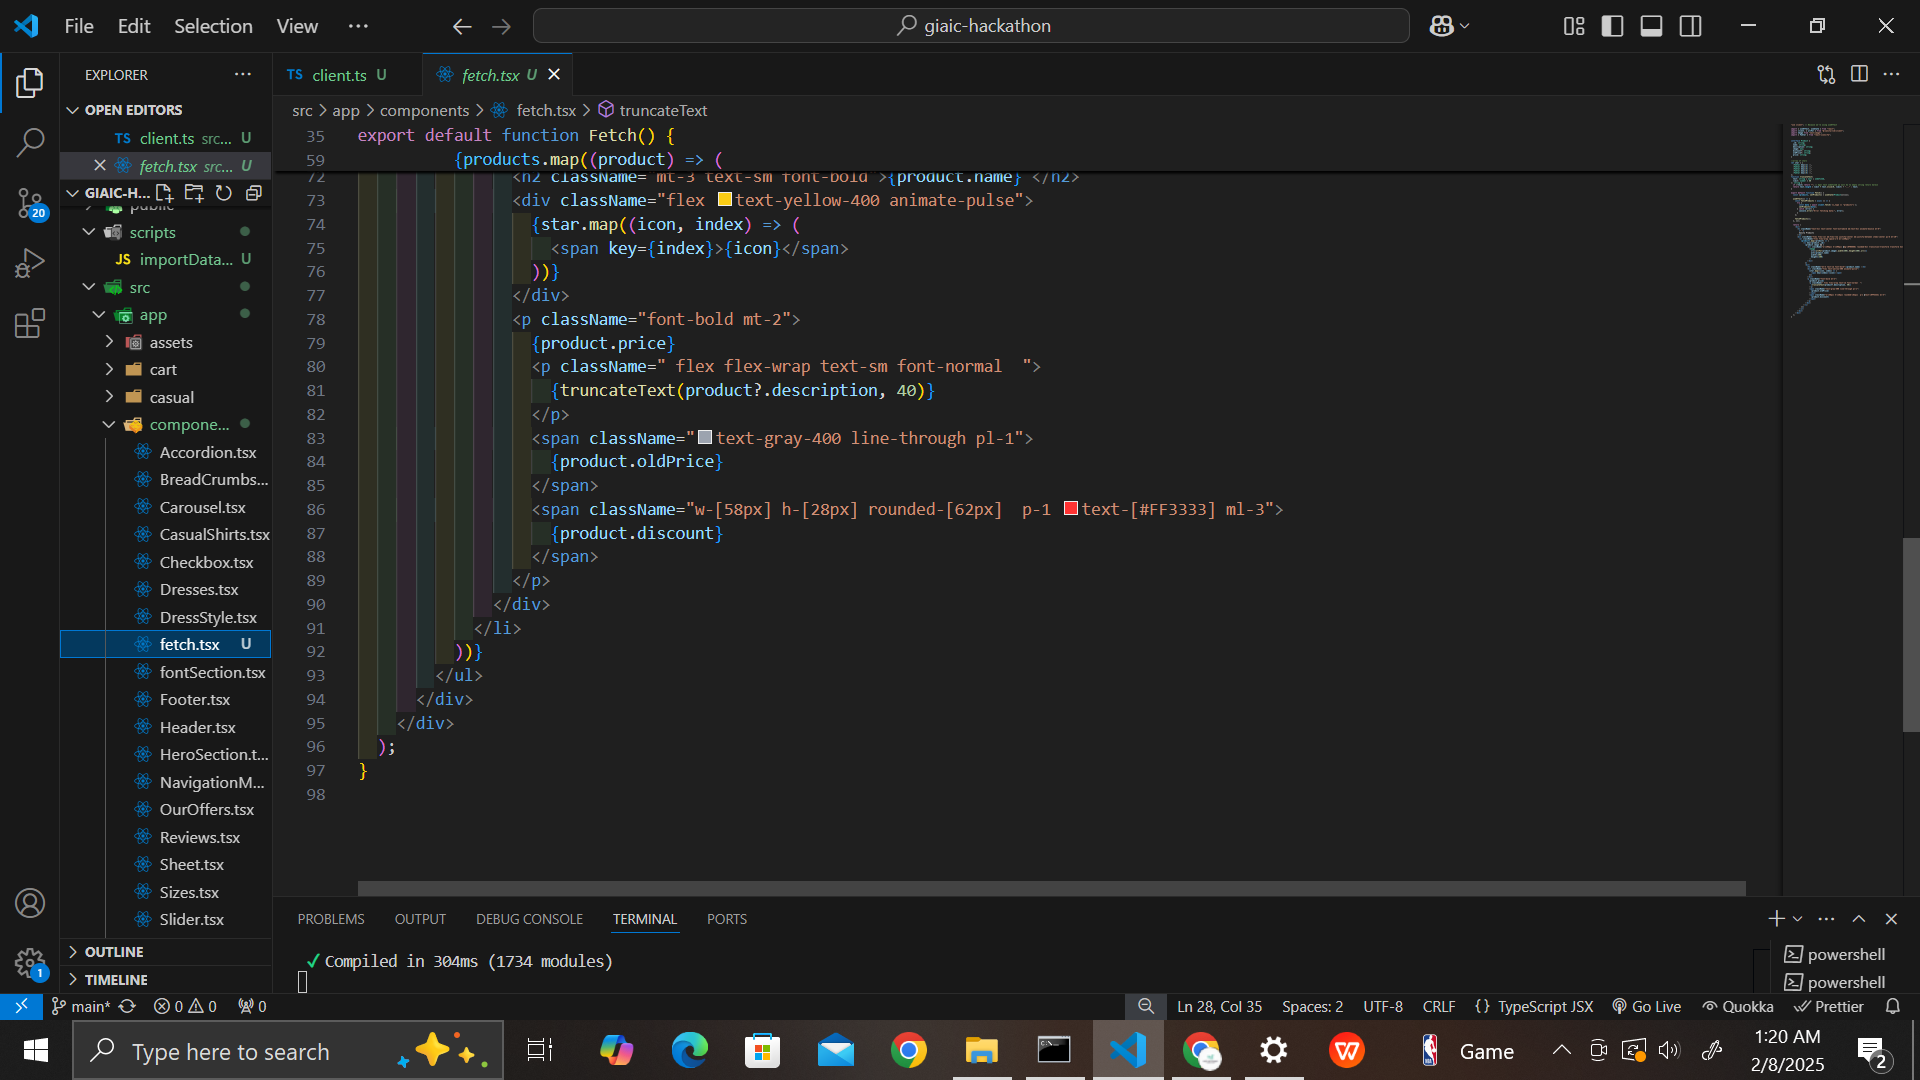 File Edit Selection View
giaic-hackathon
EXPLORER
OPEN EDITORS
TS client.ts src... U
fetch.tsx src... U
GIAIC-H...
public
scripts
JS importData... U
src
app
assets
cart
casual
compone...
Accordion.tsx
BreadCrumbs...
Carousel.tsx
CasualShirts.tsx
Checkbox.tsx
Dresses.tsx
DressStyle.tsx
fetch.tsx U
fontSection.tsx
Footer.tsx
Header.tsx
HeroSection.t...
NavigationM...
OurOffers.tsx
Reviews.tsx
Sheet.tsx
Sizes.tsx
Slider.tsx
OUTLINE
TIMELINE
20
1
TS client.ts U
fetch.tsx U
src > app > components > fetch.tsx > truncateText
35 export default function Fetch() {
59 {products.map((product) => (
72 <h2 className="mt-3 text-sm font-bold">{product.name} </h2>
73 <div className="flex text-yellow-400 animate-pulse">
74 {star.map((icon, index) => (
75 <span key={index}>{icon}</span>
76 ))}
77 </div>
78 <p className="font-bold mt-2">
79 {product.price}
80 <p className=" flex flex-wrap text-sm font-normal  ">
81 {truncateText(product?.description, 40)}
82 </p>
83 <span className="text-gray-400 line-through pl-1">
84 {product.oldPrice}
85 </span>
86 <span className="w-[58px] h-[28px] rounded-[62px]  p-1 text-[#FF3333] ml-3">
87 {product.discount}
88 </span>
89 </p>
90 </div>
91 </li>
92 ))}
93 </ul>
94 </div>
95 </div>
96 );
97 }
98
PROBLEMS OUTPUT DEBUG CONSOLE TERMINAL PORTS
✓ Compiled in 304ms (1734 modules)
powershell
powershell
main* 0 0 0
Ln 28, Col 35 Spaces: 2 UTF-8 CRLF {} TypeScript JSX Go Live Quokka Prettier
Type here to search
Game
1:20 AM
2/8/2025
2